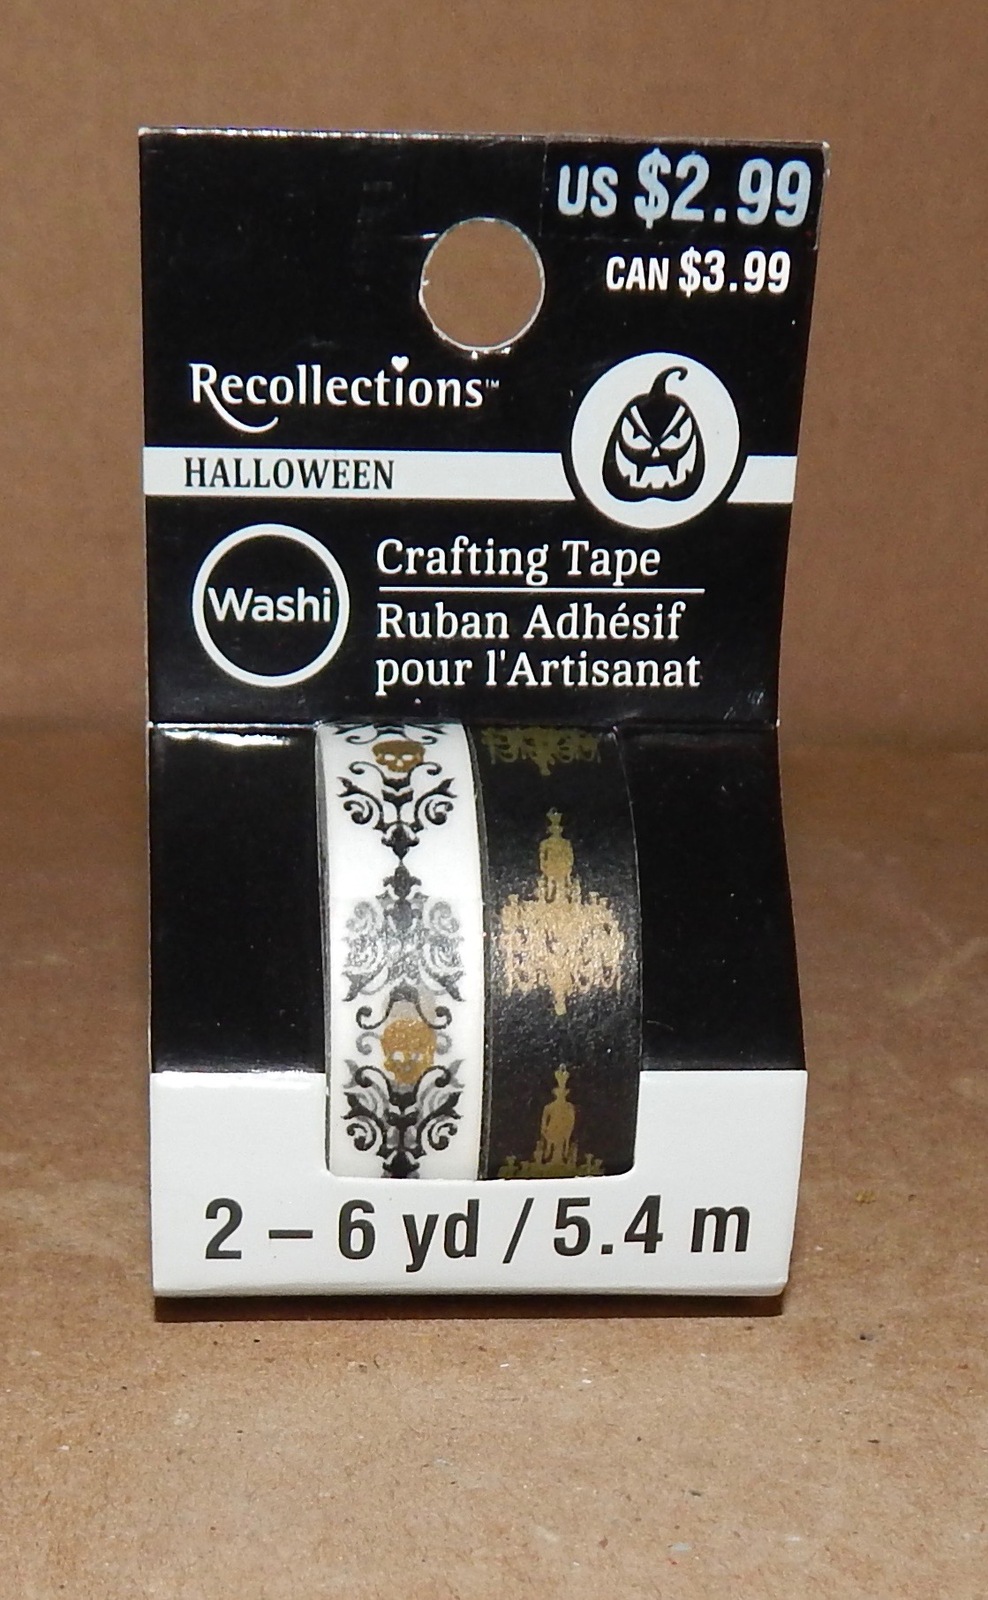 US $2.99
CAN $3.99
Recollections™
HALLOWEEN
Washi
Crafting Tape
Ruban Adhésif
pour l'Artisanat
2 – 6 yd / 5.4 m